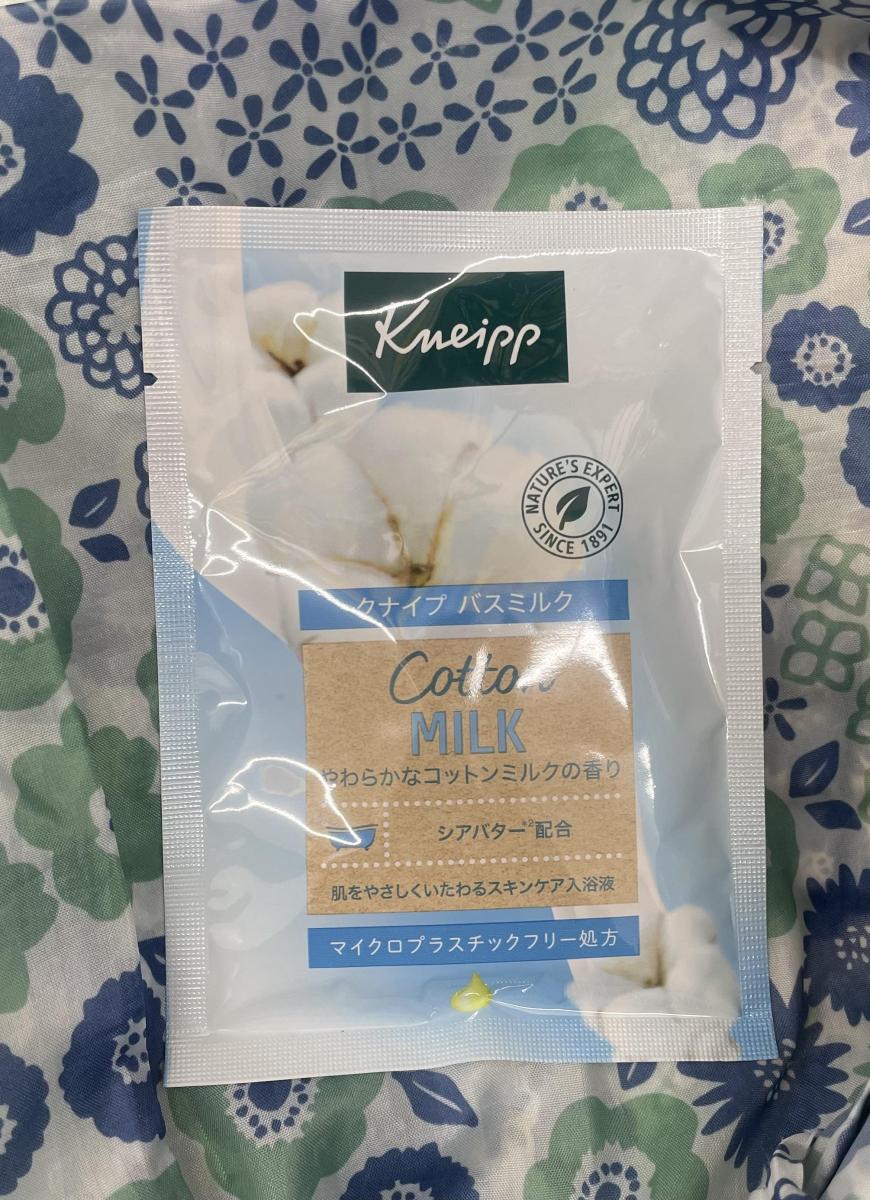 Kneipp
NATURE'S EXPERT
SINCE 1891
クナイプ バスミルク
Cotton
MILK
やわらかなコットンミルクの香り
シアバター※2配合
肌をやさしくいたわるスキンケア入浴液
マイクロプラスチックフリー処方